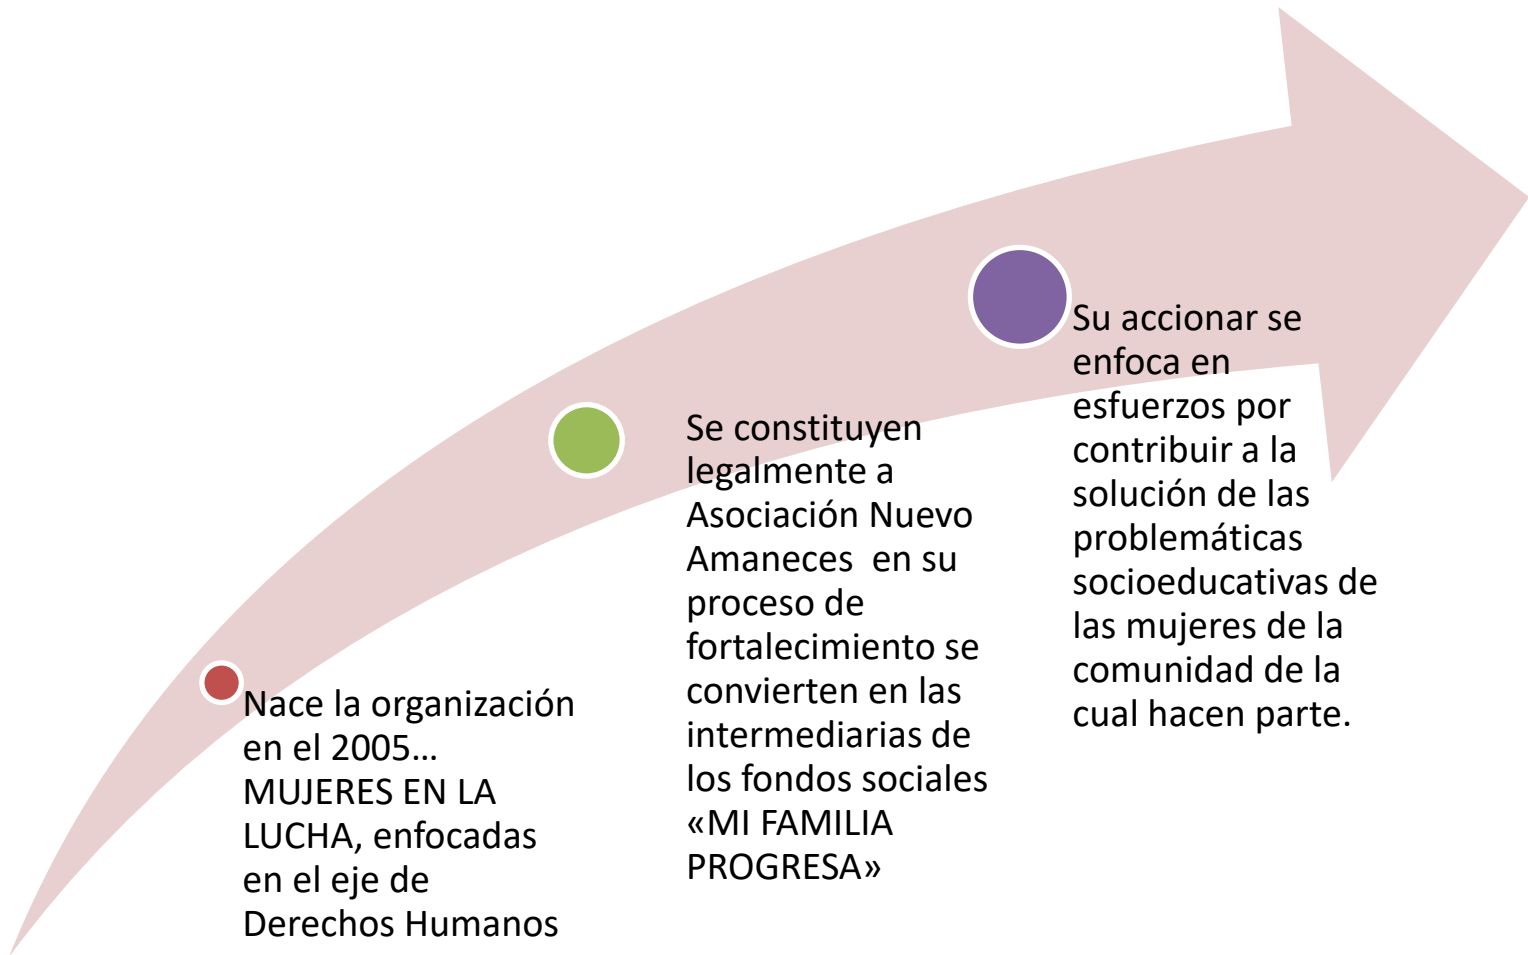 Nace la organización
en el 2005…
MUJERES EN LA
LUCHA, enfocadas
en el eje de
Derechos Humanos
Se constituyen
legalmente a
Asociación Nuevo
Amaneces  en su
proceso de
fortalecimiento se
convierten en las
intermediarias de
los fondos sociales
«MI FAMILIA
PROGRESA»
Su accionar se
enfoca en
esfuerzos por
contribuir a la
solución de las
problemáticas
socioeducativas de
las mujeres de la
comunidad de la
cual hacen parte.